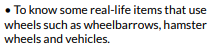 • To know some real-life items that use
wheels such as wheelbarrows, hamster
wheels and vehicles.